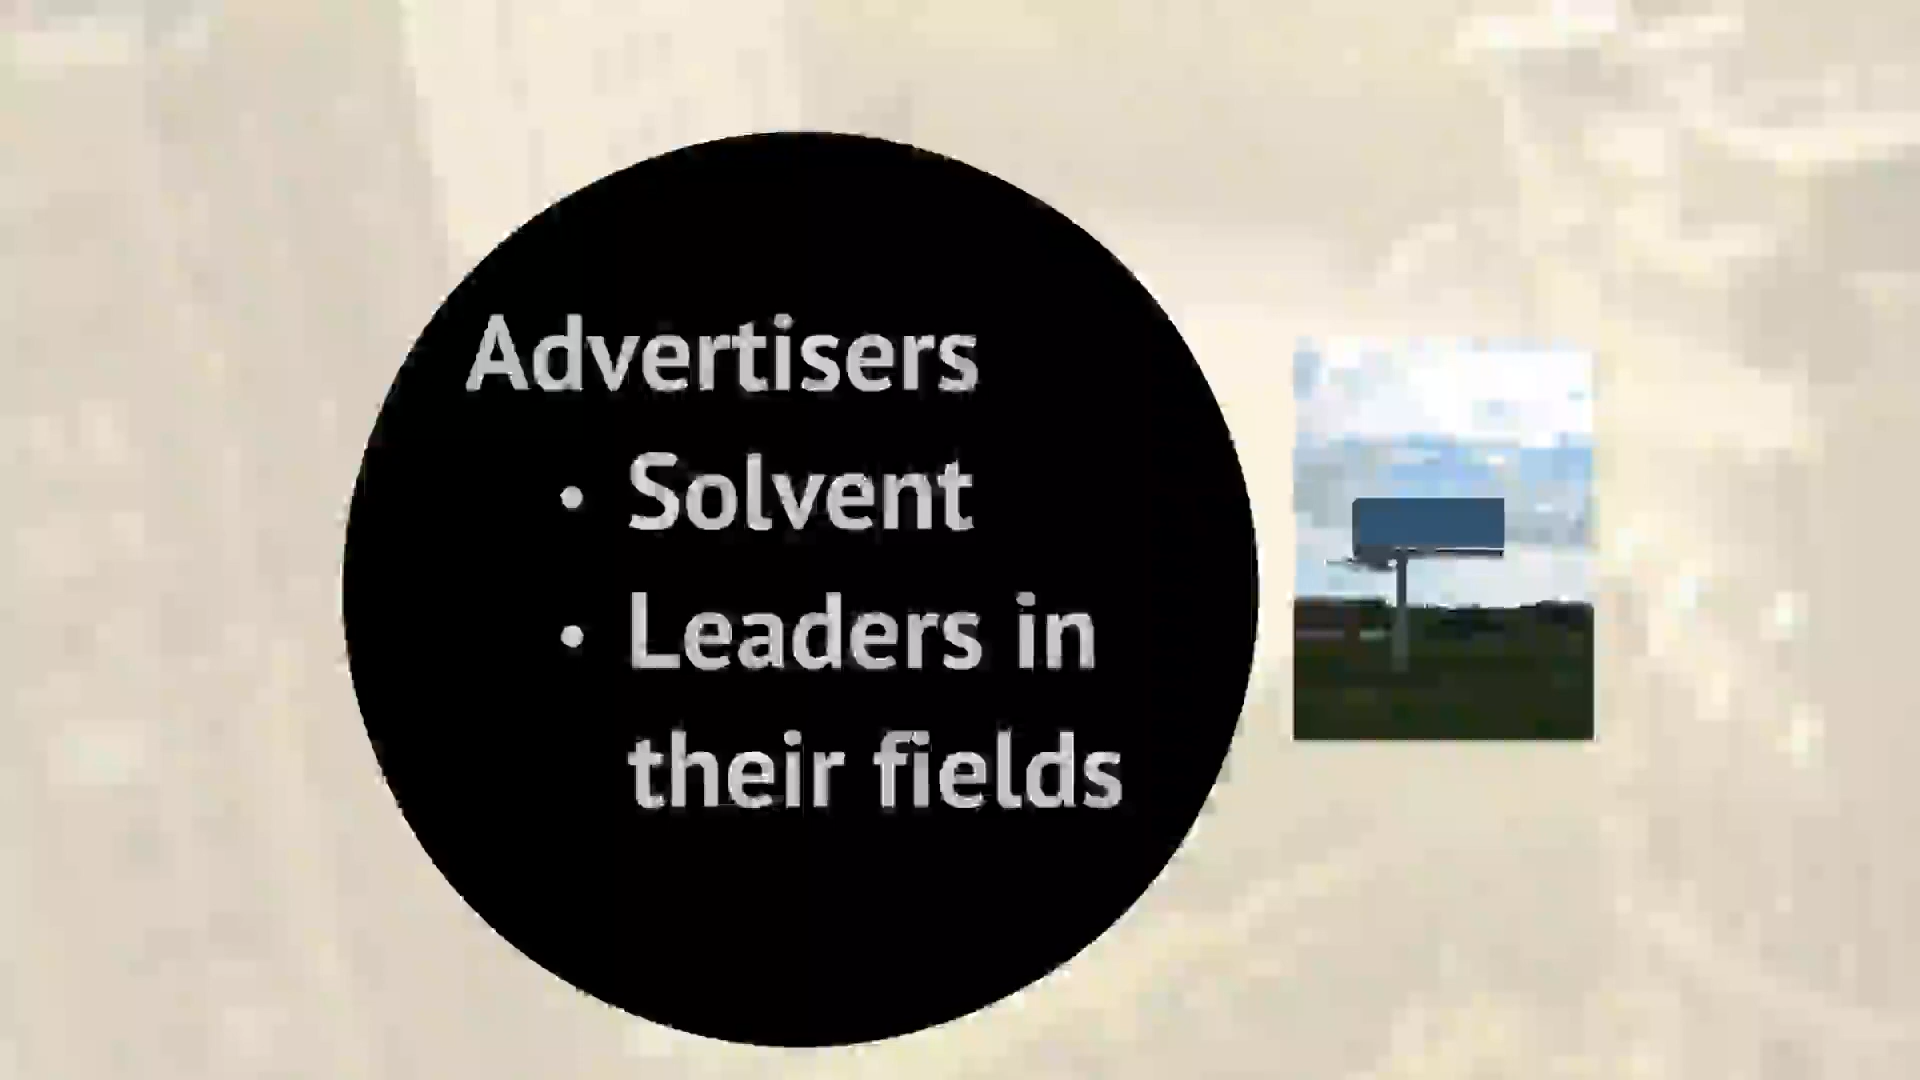 Advertisers
• Solvent
• Leaders in
their fields